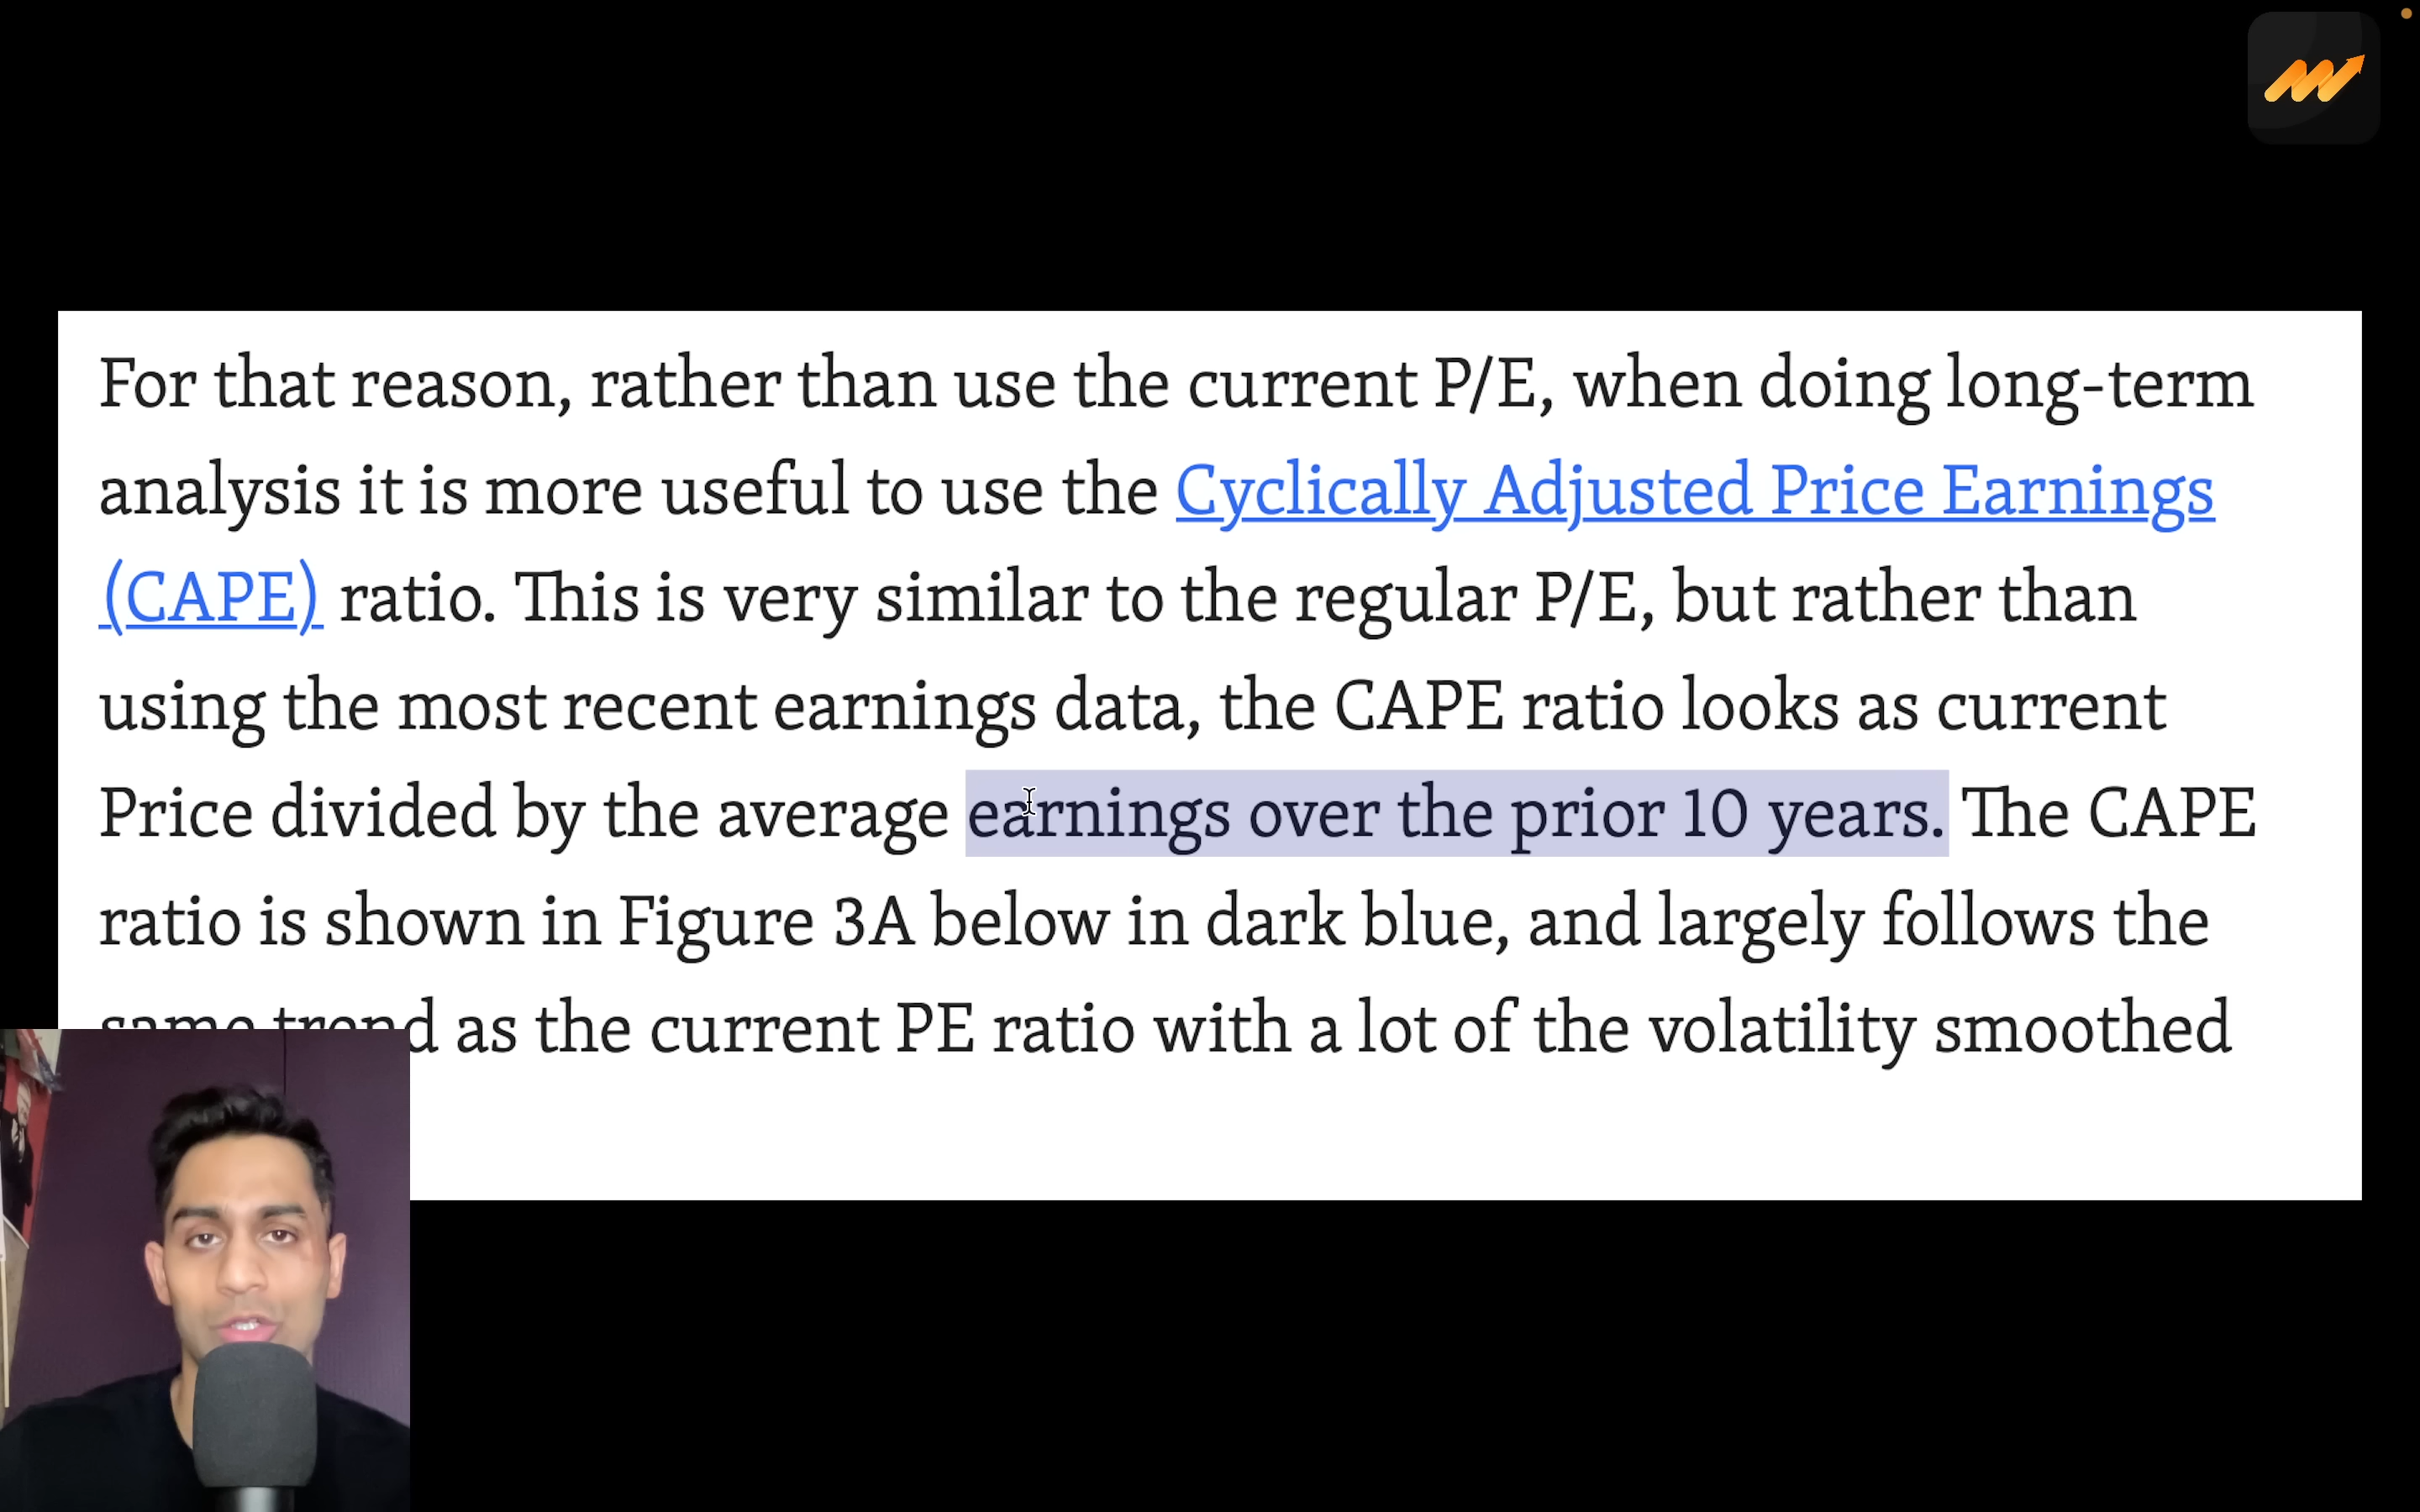 For that reason, rather than use the current P/E, when doing long-term
analysis it is more useful to use the Cyclically Adjusted Price Earnings
(CAPE) ratio. This is very similar to the regular P/E, but rather than
using the most recent earnings data, the CAPE ratio looks as current
Price divided by the average earnings over the prior 10 years. The CAPE
ratio is shown in Figure 3A below in dark blue, and largely follows the
same trend as the current PE ratio with a lot of the volatility smoothed